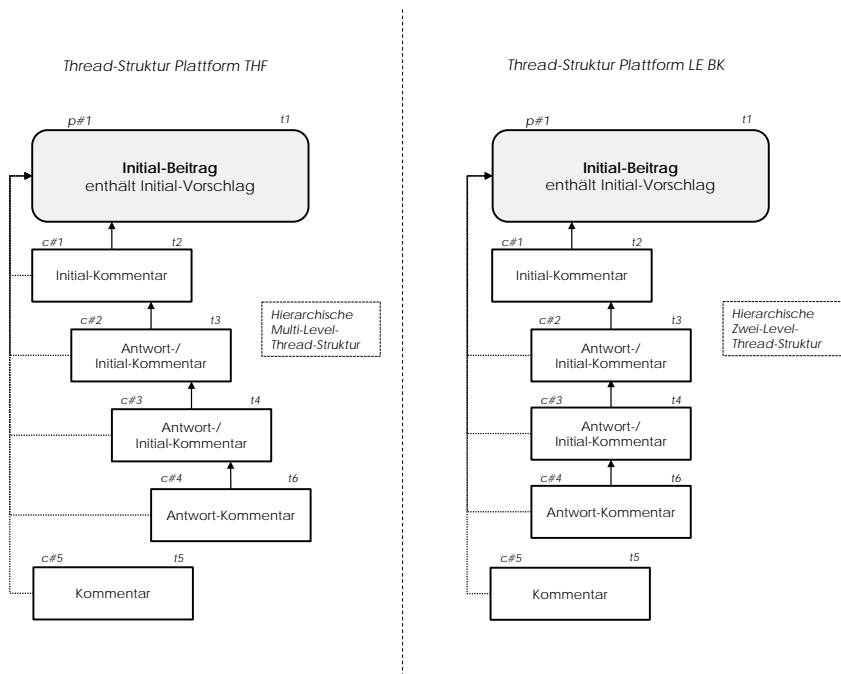 Thread-Struktur Plattform THF
p#1
t1
Initial-Beitrag
enthält Initial-Vorschlag
c#1
t2
Initial-Kommentar
c#2
t3
Antwort-/
Initial-Kommentar
Hierarchische
Multi-Level-
Thread-Struktur
c#3
t4
Antwort-/
Initial-Kommentar
c#4
t6
Antwort-Kommentar
c#5
t5
Kommentar
Thread-Struktur Plattform LE BK
p#1
t1
Initial-Beitrag
enthält Initial-Vorschlag
c#1
t2
Initial-Kommentar
c#2
t3
Antwort-/
Initial-Kommentar
Hierarchische
Zwei-Level-
Thread-Struktur
c#3
t4
Antwort-/
Initial-Kommentar
c#4
t6
Antwort-Kommentar
c#5
t5
Kommentar